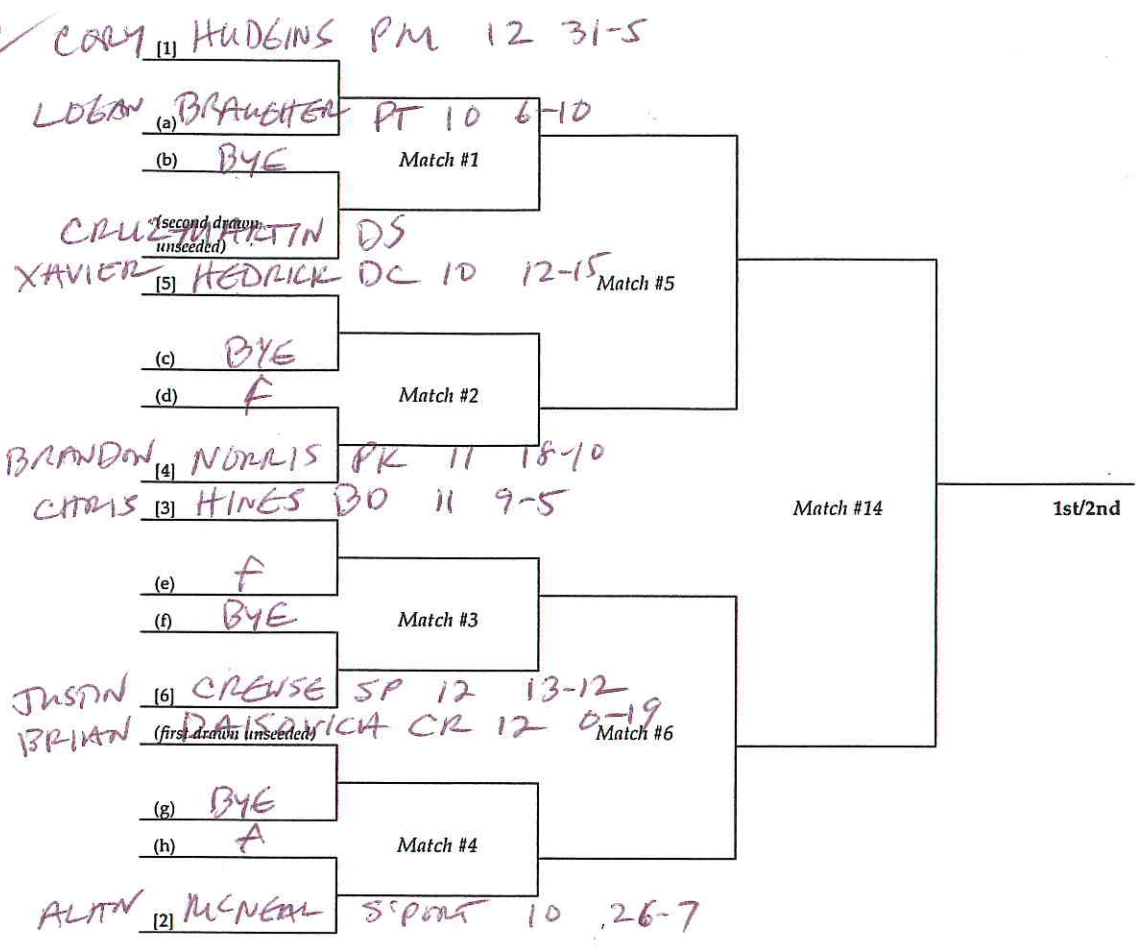 CORY [1] HUDGINS PM 12 31-5
LOGAN (a) BRAUGHER PT 10 6-10
(b) BYE Match #1
(second drawn unseeded)
CRUZ MARTIN DS
XAVIER [5] HEDRICK DC 10 12-15 Match #5
(c) BYE
(d) F Match #2
BRANDON [4] NORRIS PK 11 18-10
CHRIS [3] HINES BD 11 9-5 Match #14 1st/2nd
(e) F
(f) BYE Match #3
JUSTIN [6] CREWSE SP 12 13-12
BRIAN (first drawn unseeded) DAISOVICH CR 12 0-19 Match #6
(g) BYE
(h) A Match #4
ALAN [2] MCNEAL S'PORT 10 26-7